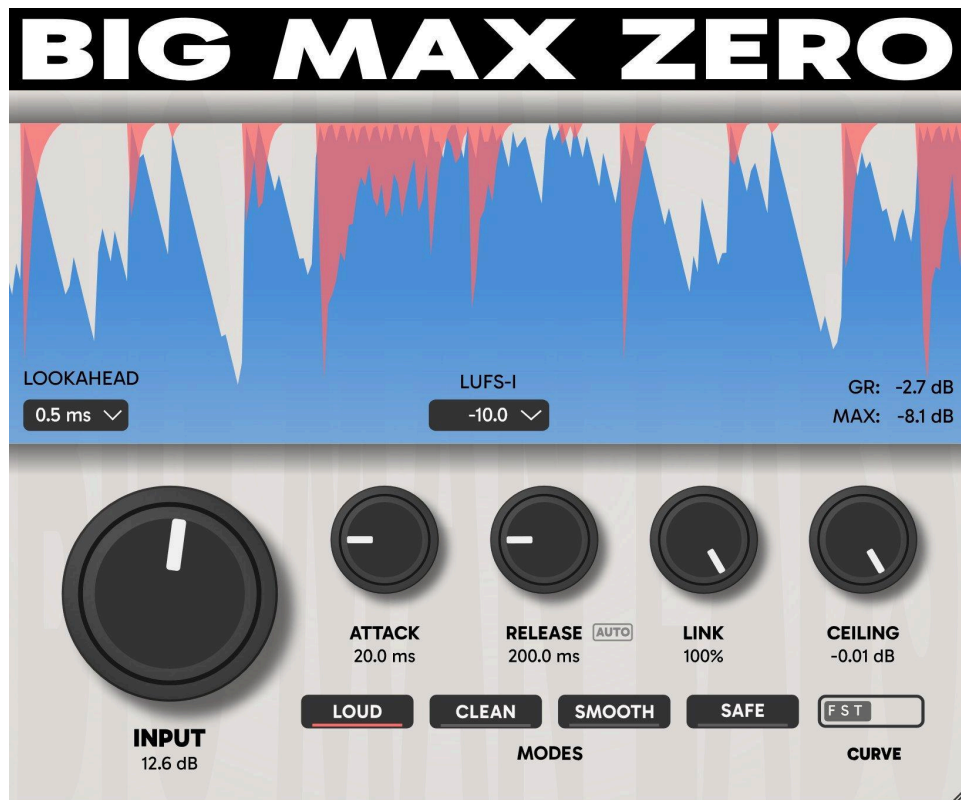 BIG MAX ZERO
LOOKAHEAD
0.5 ms
LUFS-I
-10.0
GR: -2.7 dB
MAX: -8.1 dB
INPUT
12.6 dB
ATTACK
20.0 ms
RELEASE AUTO
200.0 ms
LINK
100%
CEILING
-0.01 dB
LOUD
CLEAN
SMOOTH
SAFE
FST
MODES
CURVE